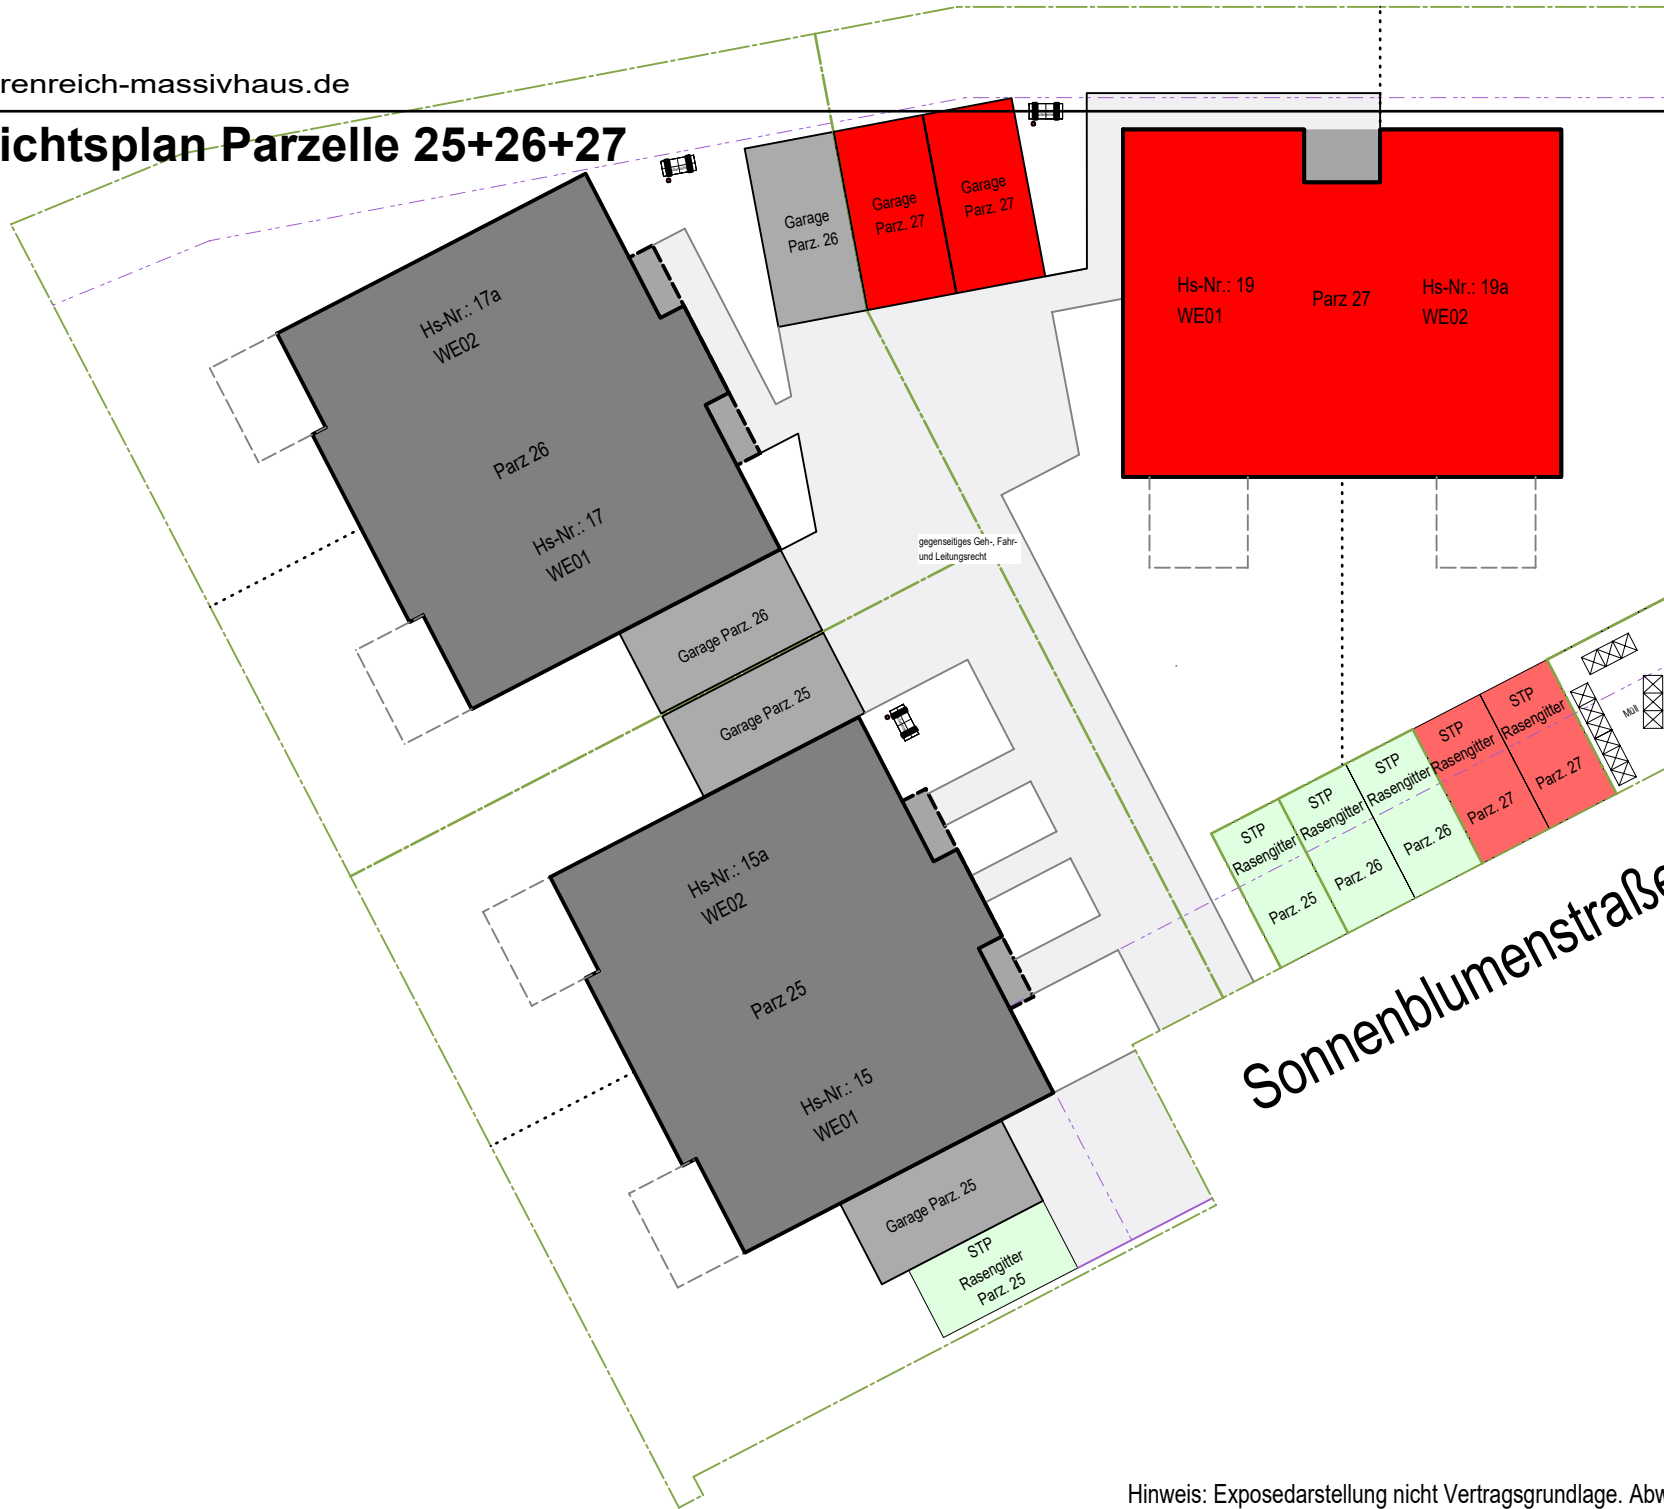 renreich-massivhaus.de
ichtsplan Parzelle 25+26+27
Garage
Parz. 26
Garage
Parz. 27
Garage
Parz. 27
Hs-Nr.: 17a
WE02
Parz 26
Hs-Nr.: 17
WE01
Hs-Nr.: 19
WE01
Parz 27
Hs-Nr.: 19a
WE02
gegenseitiges Geh-, Fahr-
und Leitungsrecht
Garage Parz. 26
Garage Parz. 25
Hs-Nr.: 15a
WE02
Parz 25
Hs-Nr.: 15
WE01
Garage Parz. 25
STP
Rasengitter
Parz. 25
STP
Rasengitter
Parz. 25
STP
Rasengitter
Parz. 26
STP
Rasengitter
Parz. 26
STP
Rasengitter
Parz. 27
STP
Rasengitter
Parz. 27
Müll
Sonnenblumenstraße
Hinweis: Exposedarstellung nicht Vertragsgrundlage. Abw